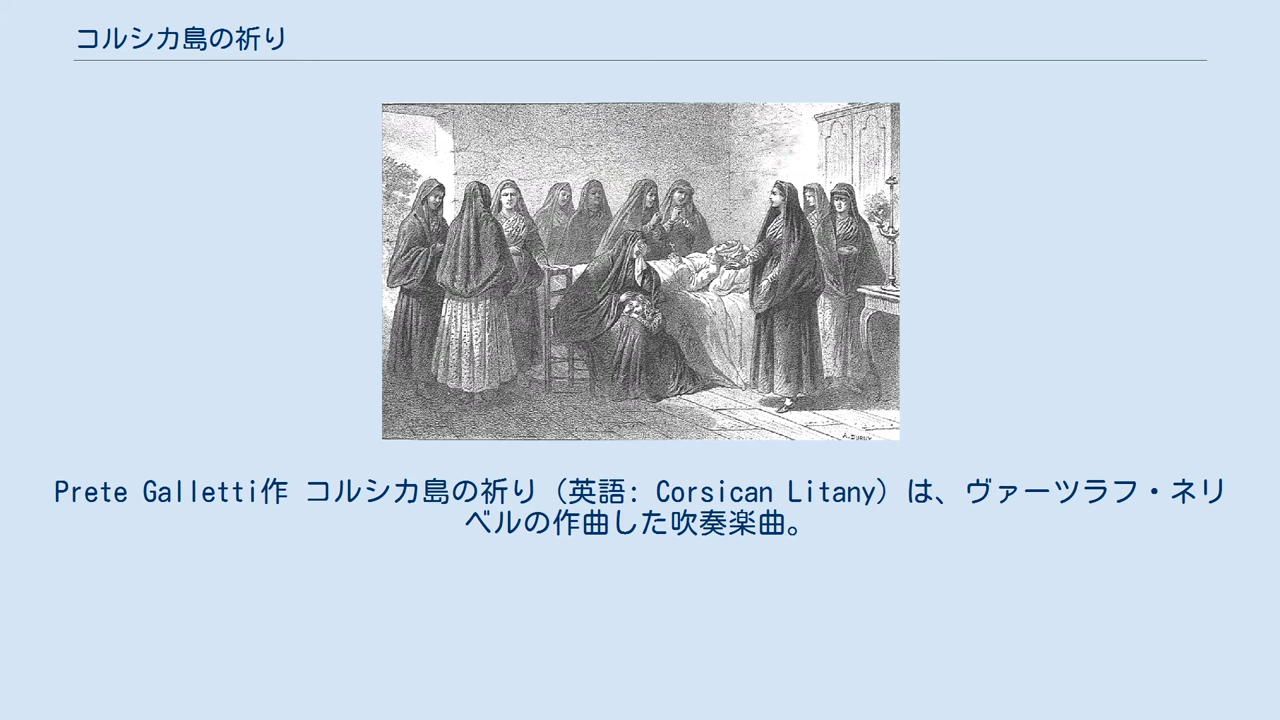 コルシカ島の祈り
A. DURUY
Prete Galletti作 コルシカ島の祈り（英語: Corsican Litany）は、ヴァーツラフ・ネリ
ベルの作曲した吹奏楽曲。